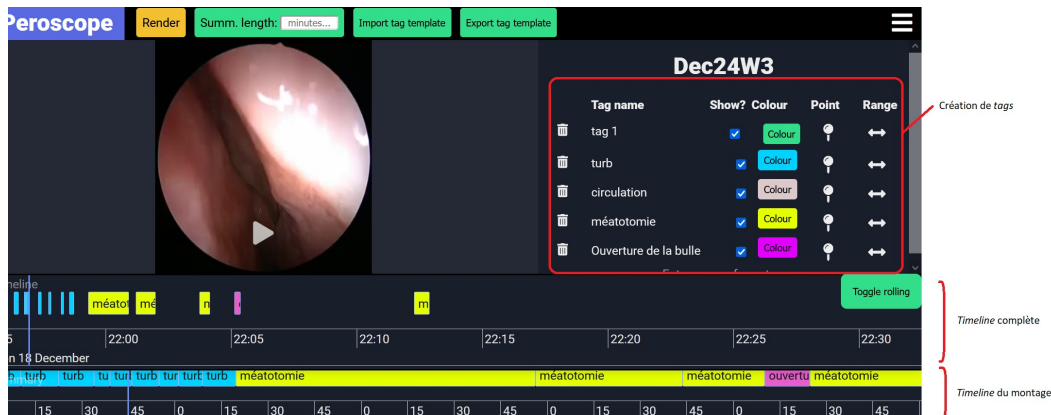 Peroscope
Render
Summ. length: minutes...
Import tag template
Export tag template
Dec24W3
Tag name Show? Colour Point Range
tag 1 Colour
turb Colour
circulation Colour
méatotomie Colour
Ouverture de la bulle Colour
Création de tags
Toggle rolling
méatot mé m m
22:00 22:05 22:10 22:15 22:20 22:25 22:30
18 December
Timeline complète
turb turb tu turb turb tur turb turb méatotomie méatotomie méatotomie ouvertu méatotomie
15 30 45 0 15 30 45 0 15 30 45 0 15 30 45 0 15 30 45
Timeline du montage